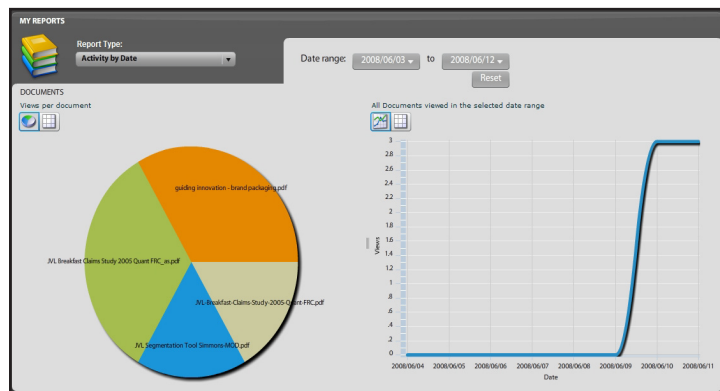 MY REPORTS
Report Type:
Activity by Date
Date range: 2008/06/03 to 2008/06/12
Reset
DOCUMENTS
Views per document
guiding innovation - brand packaging.pdf
JVL Breakfast Claims Study 2005 Quant FRC_es.pdf
JVL-Breakfast-Claims-Study-2005-Quant-FRC.pdf
JVL Segmentation Tool Simmons-MOD.pdf
All Documents viewed in the selected date range
3
2.8
2.6
2.4
2.2
2
1.8
1.6
1.4
1.2
1
.8
.6
.4
.2
0
Views
2008/06/04 2008/06/05 2008/06/06 2008/06/07 2008/06/08 2008/06/09 2008/06/10 2008/06/11
Date